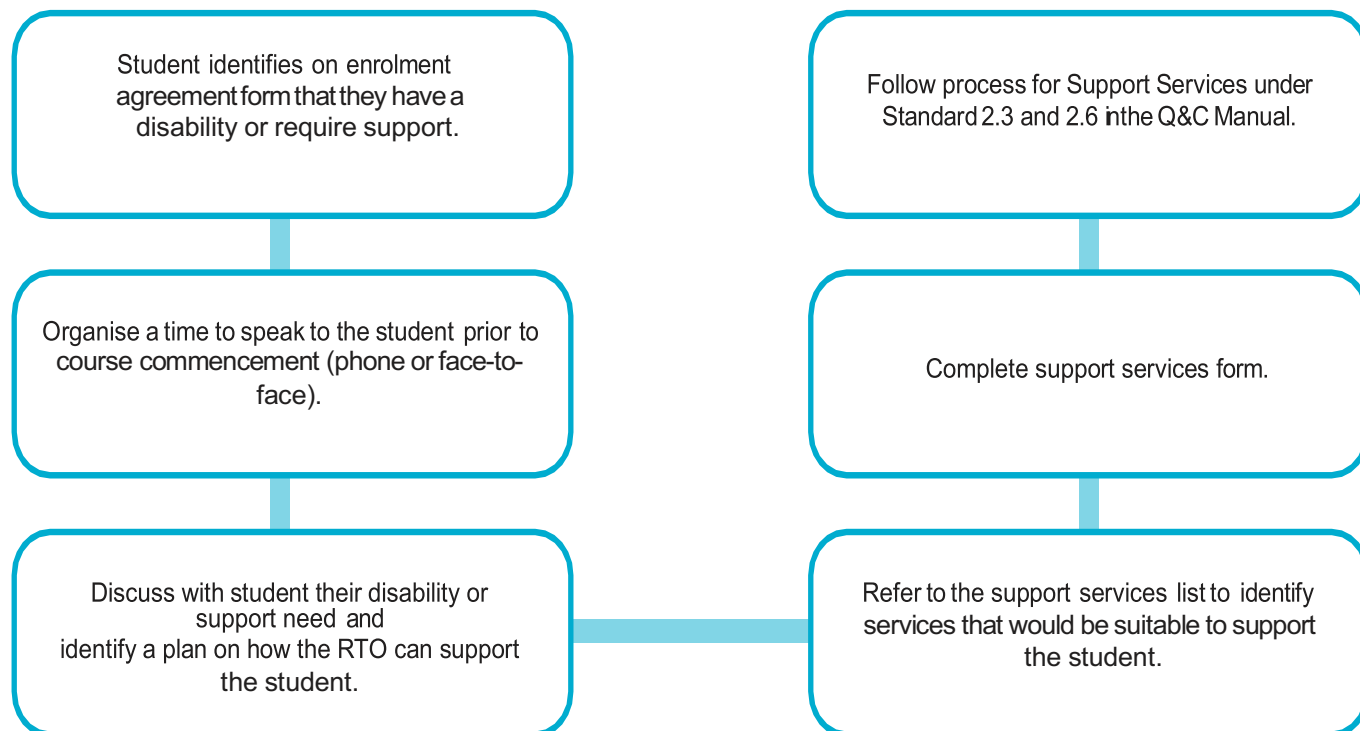 Student identifies on enrolment
agreement form that they have a
disability or require support.
Organise a time to speak to the student prior to
course commencement (phone or face-to-
face).
Discuss with student their disability or
support need and
identify a plan on how the RTO can support
the student.
Refer to the support services list to identify
services that would be suitable to support
the student.
Complete support services form.
Follow process for Support Services under
Standard 2.3 and 2.6 in the Q&C Manual.